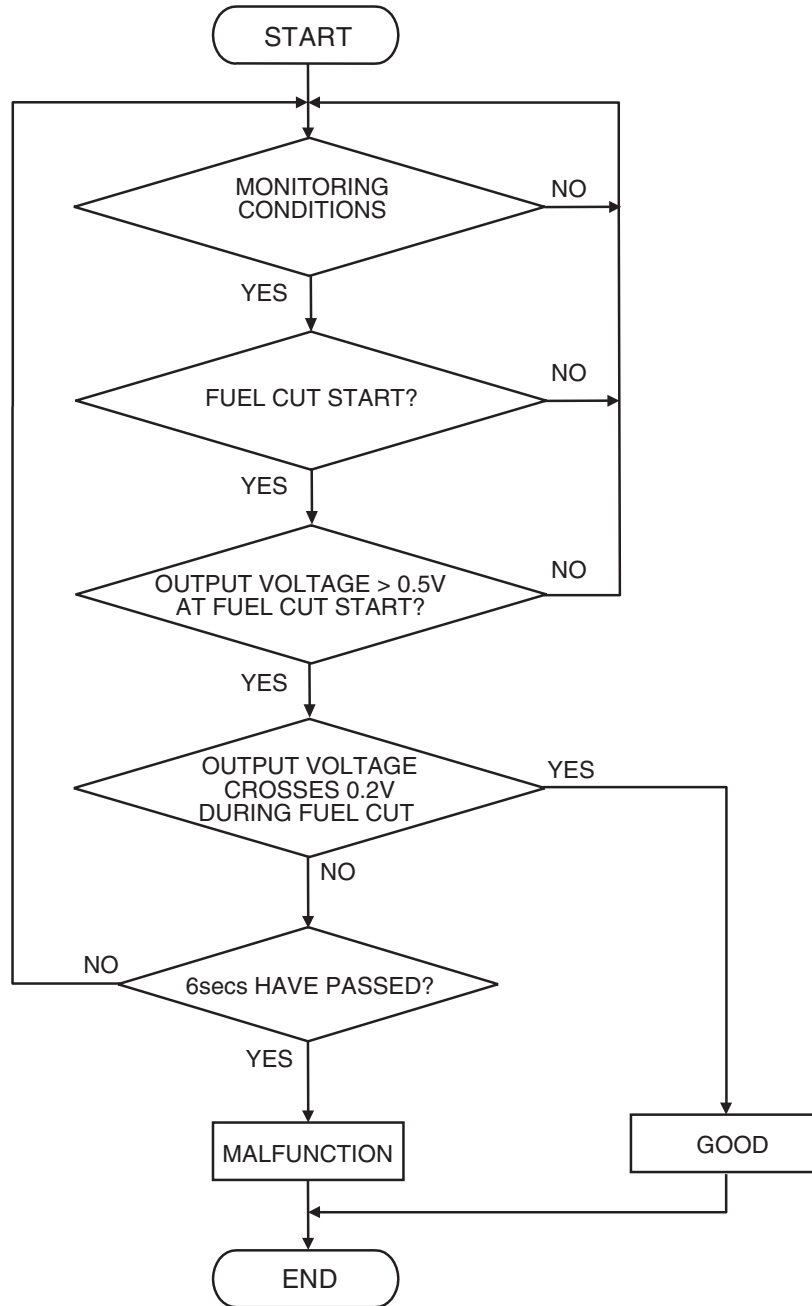 START
MONITORING
CONDITIONS
NO
YES
FUEL CUT START?
NO
YES
OUTPUT VOLTAGE > 0.5V
AT FUEL CUT START?
NO
YES
OUTPUT VOLTAGE
CROSSES 0.2V
DURING FUEL CUT
YES
NO
6secs HAVE PASSED?
NO
YES
MALFUNCTION
GOOD
END